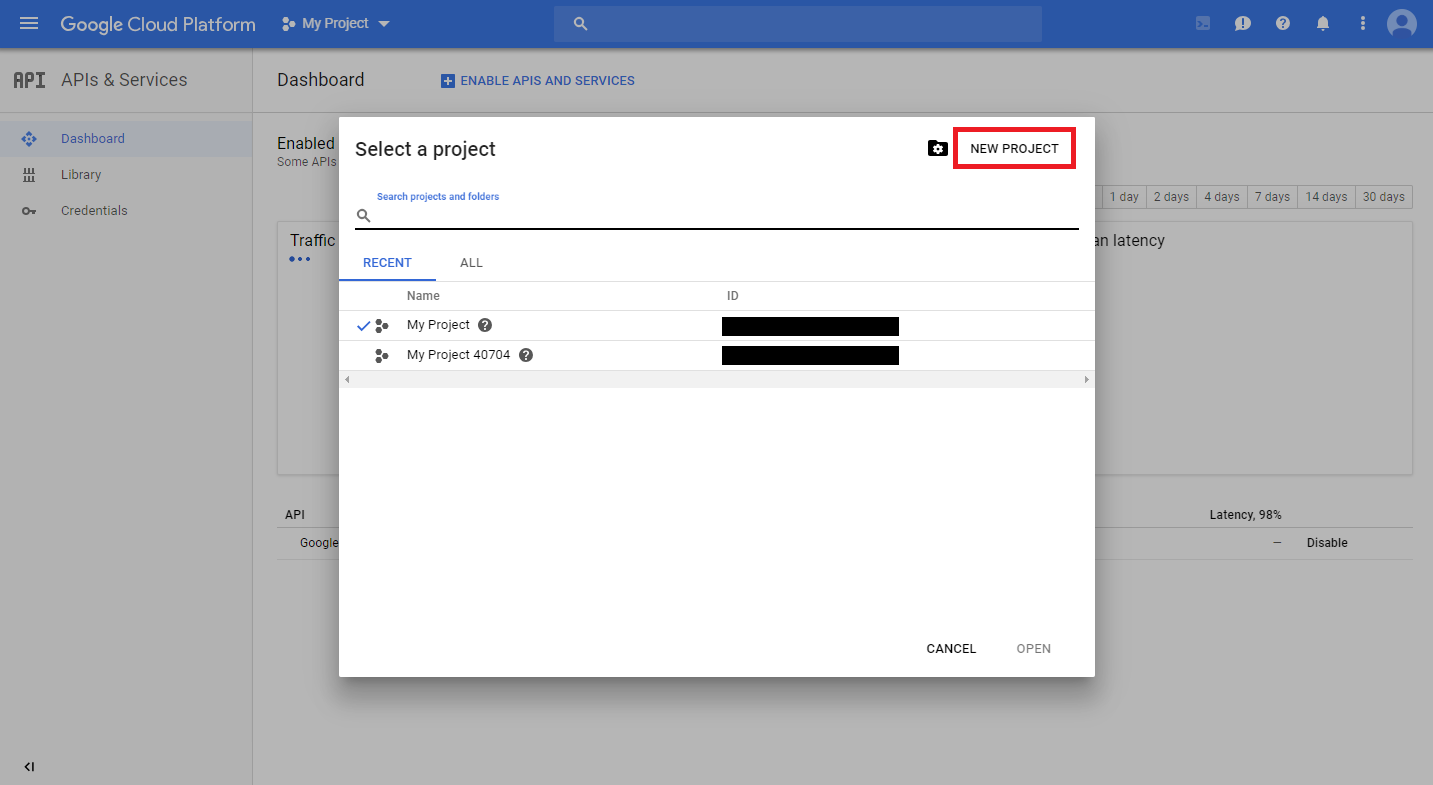 Google Cloud Platform My Project
API APIs & Services Dashboard ENABLE APIS AND SERVICES
Dashboard
Library
Credentials
Enabled
Some APIs
1 day 2 days 4 days 7 days 14 days 30 days
Traffic
an latency
API Latency, 98%
Google – Disable
Select a project NEW PROJECT
Search projects and folders
RECENT ALL
Name ID
My Project
My Project 40704
CANCEL OPEN